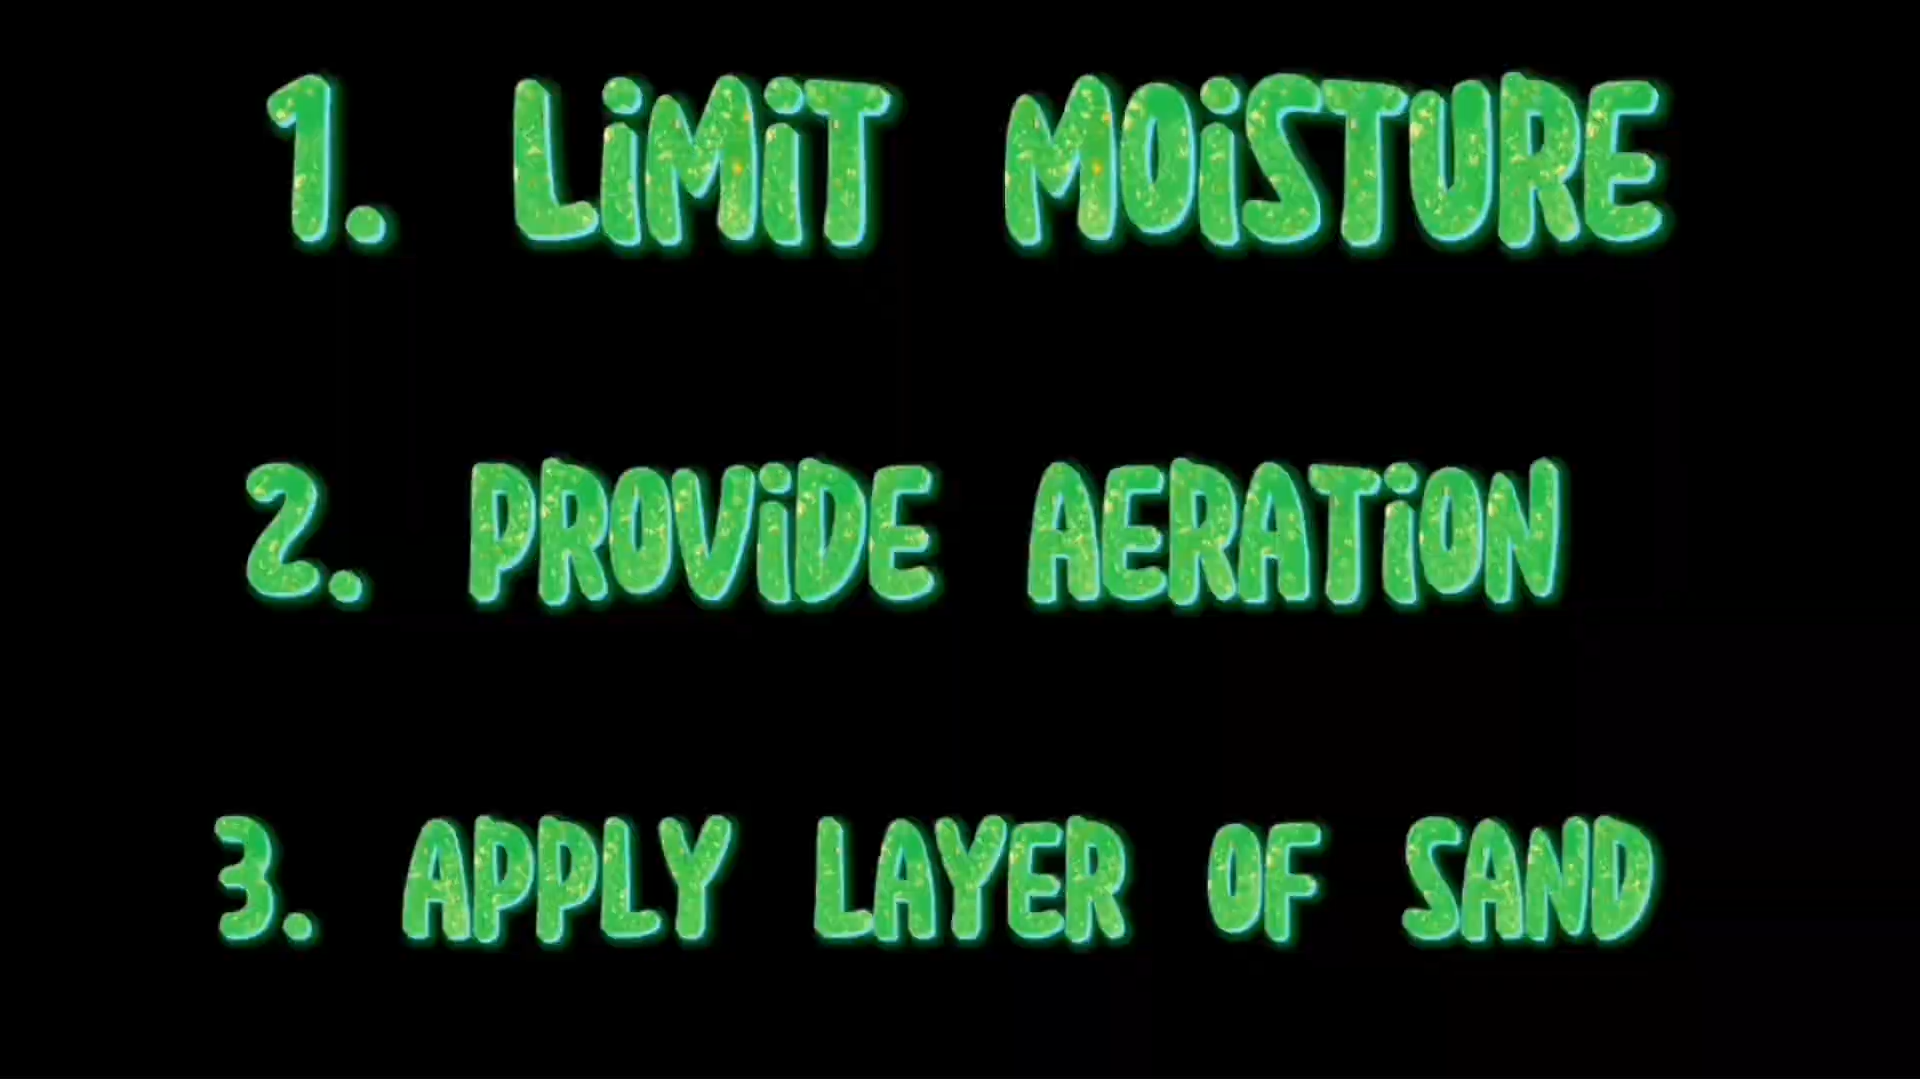 1. LiMiT MOiSTURE
2. PROViDE AERATiON
3. APPLY LAYER OF SAND